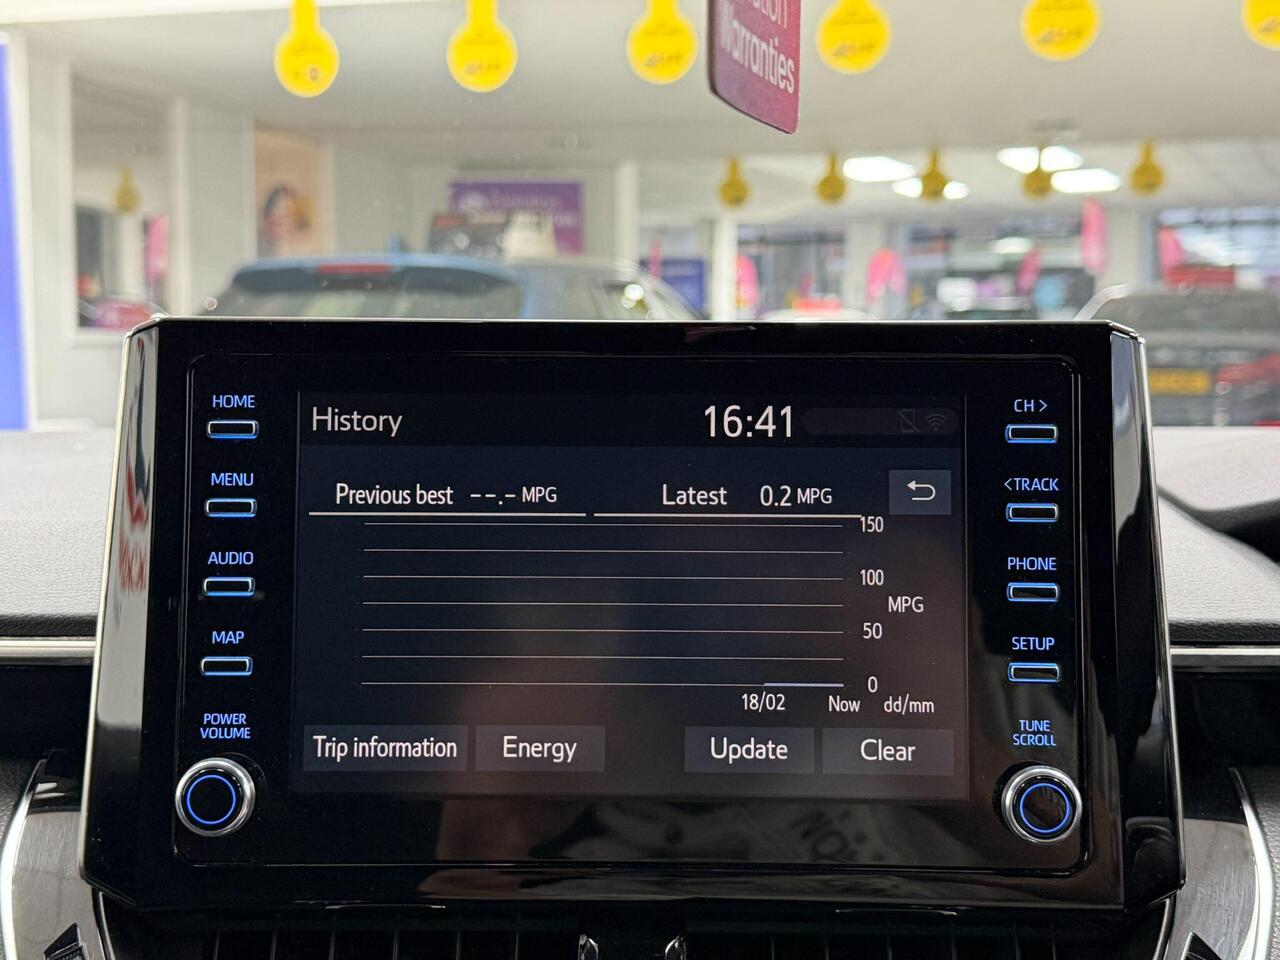 Warranties
HOME
MENU
AUDIO
MAP
POWER
VOLUME
History
16:41
Previous best --.- MPG
Latest 0.2 MPG
150
100
MPG
50
0
18/02 Now dd/mm
Trip information
Energy
Update
Clear
CH >
< TRACK
PHONE
SETUP
TUNE
SCROLL